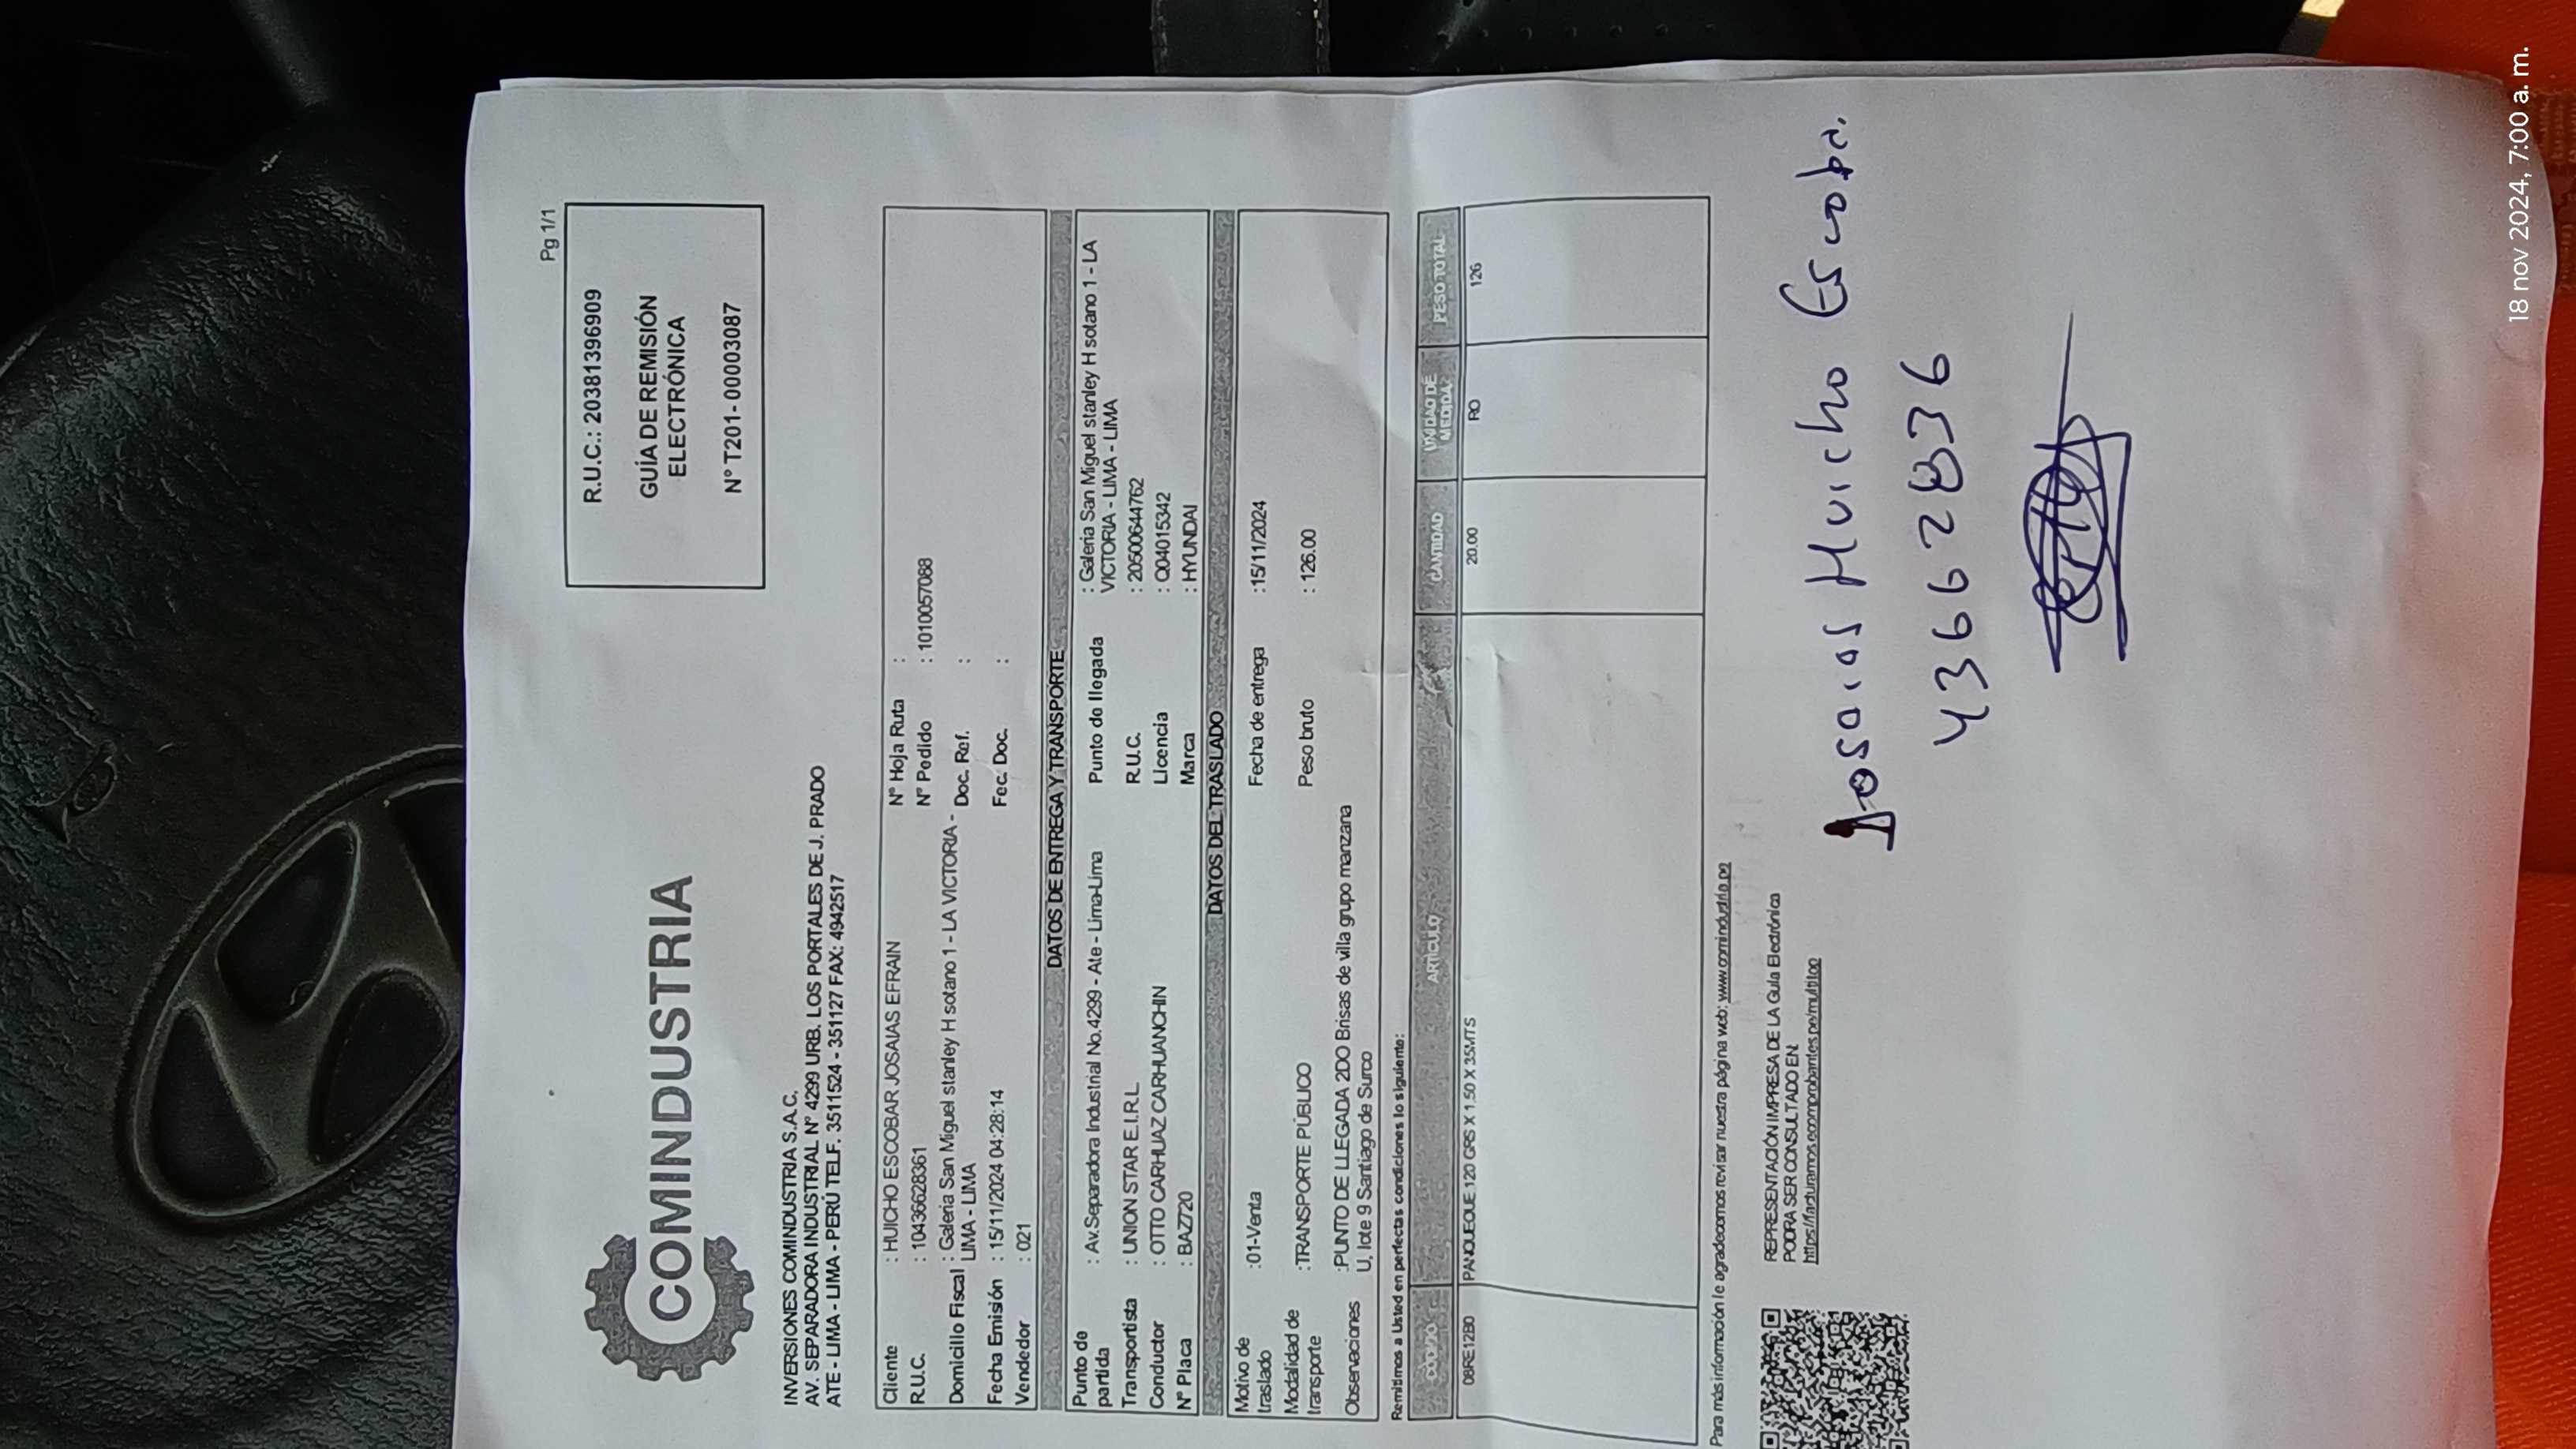 Pg 1/1
R.U.C.: 20381396909
GUÍA DE REMISIÓN
ELECTRÓNICA
N° T201- 00003087
COMINDUSTRIA
COMINDUSTRIA
INVERSIONES COMINDUSTRIA S.A.C.
AV. SEPARADORA INDUSTRIAL N° 4299 URB. LOS PORTALES DE J. PRADO
ATE - LIMA - LIMA - PERÚ TELF. 3511524 - 351127 FAX: 4942517
Cliente : HUICHO ESCOBAR JOSAIAS EFRAIN N° Hoja Ruta :
R.U.C. : 10436628361 N° Pedido : 1010057088
Domicilio Fiscal : Galeria San Miguel stanley H sotano 1 - LA VICTORIA - Doc. Ref. :
LIMA - LIMA
Fecha Emisión : 15/11/2024 04:28:14 Fec. Doc. :
Vendedor : 021
DATOS DE ENTREGA Y TRANSPORTE
Punto de partida : Av.Separadora Industrial No.4299 - Ate - Lima-Lima Punto de llegada : Galeria San Miguel stanley H sotano 1 - LA
VICTORIA - LIMA - LIMA
Transportista : UNION STAR E.I.R.L R.U.C. : 20500644762
Conductor : OTTO CARHUAZ CARHUANCHIN Licencia : Q04015342
N° Placa : BAZ720 Marca : HYUNDAI
DATOS DEL TRASLADO
Motivo de traslado :01-Venta Fecha de entrega :15/11/2024
Modalidad de transporte :TRANSPORTE PÚBLICO Peso bruto : 126.00
Observaciones :PUNTO DE LLEGADA 2DO Brisas de villa grupo manzana
U, lote 9 Santiago de Surco
Remitimos a Usted en perfectas condiciones lo siguiente:
CÓDIGO ARTÍCULO CANTIDAD UNIDAD DE MEDIDA PESO TOTAL
08RE12B0 PANQUEQUE 120 GRS X 1.50 X 35MTS 20.00 RO 126
Para más información le agradecemos revisar nuestra página web: www.comindustria.pe
REPRESENTACIÓN IMPRESA DE LA Guía Electrónica
PODRA SER CONSULTADO EN:
https://facturamos.ecomprobantes.pe/multitoo
Josaias Huicho Escobar.
43662836
18 nov 2024, 7:00 a. m.